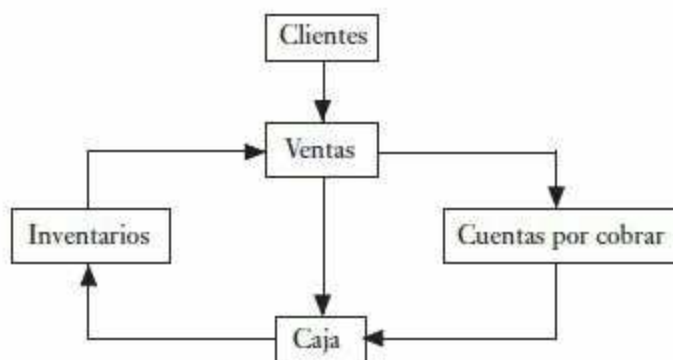 Clientes
Ventas
Inventarios
Cuentas por cobrar
Caja